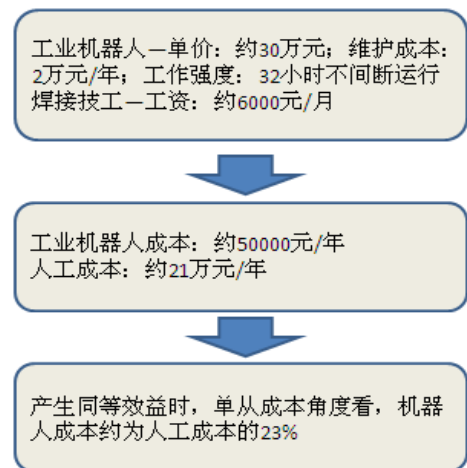 工业机器人—单价：约30万元；维护成本：
2万元/年；工作强度：32小时不间断运行
焊接技工—工资：约6000元/月
工业机器人成本：约50000元/年
人工成本：约21万元/年
产生同等效益时，单从成本角度看，机器
人成本约为人工成本的23%